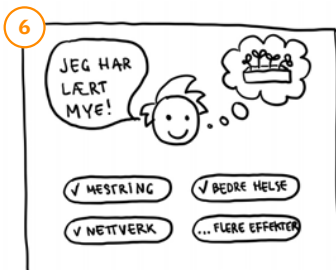 6
JEG HAR
LÆRT
MYE!
✓ MESTRING
✓ BEDRE HELSE
✓ NETTVERK
... FLERE EFFEKTER